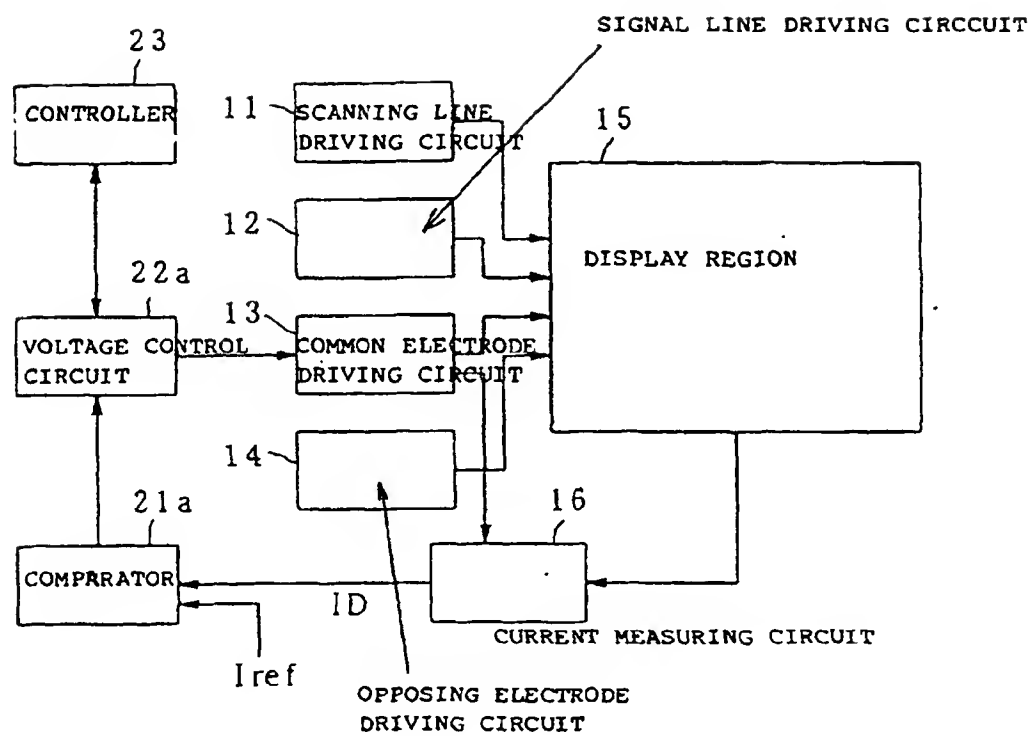 SIGNAL LINE DRIVING CIRCCUIT
23
CONTROLLER
11
SCANNING LINE
DRIVING CIRCUIT
15
12
DISPLAY REGION
22a
13
VOLTAGE CONTROL
CIRCUIT
COMMON ELECTRODE
DRIVING CIRCUIT
14
21a
16
COMPARATOR
ID
CURRENT MEASURING CIRCUIT
Iref
OPPOSING ELECTRODE
DRIVING CIRCUIT